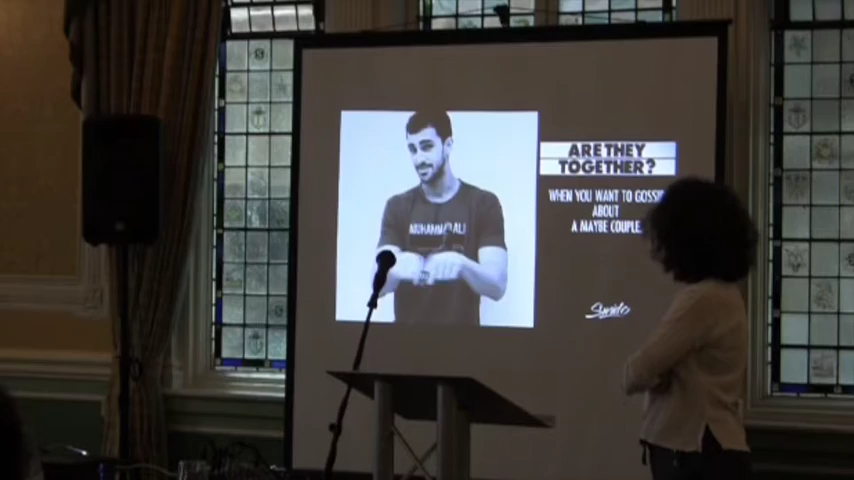 MUHAMMAD ALI
ARE THEY
TOGETHER?
WHEN YOU WANT TO GOSSIP
ABOUT
A MAYBE COUPLE.